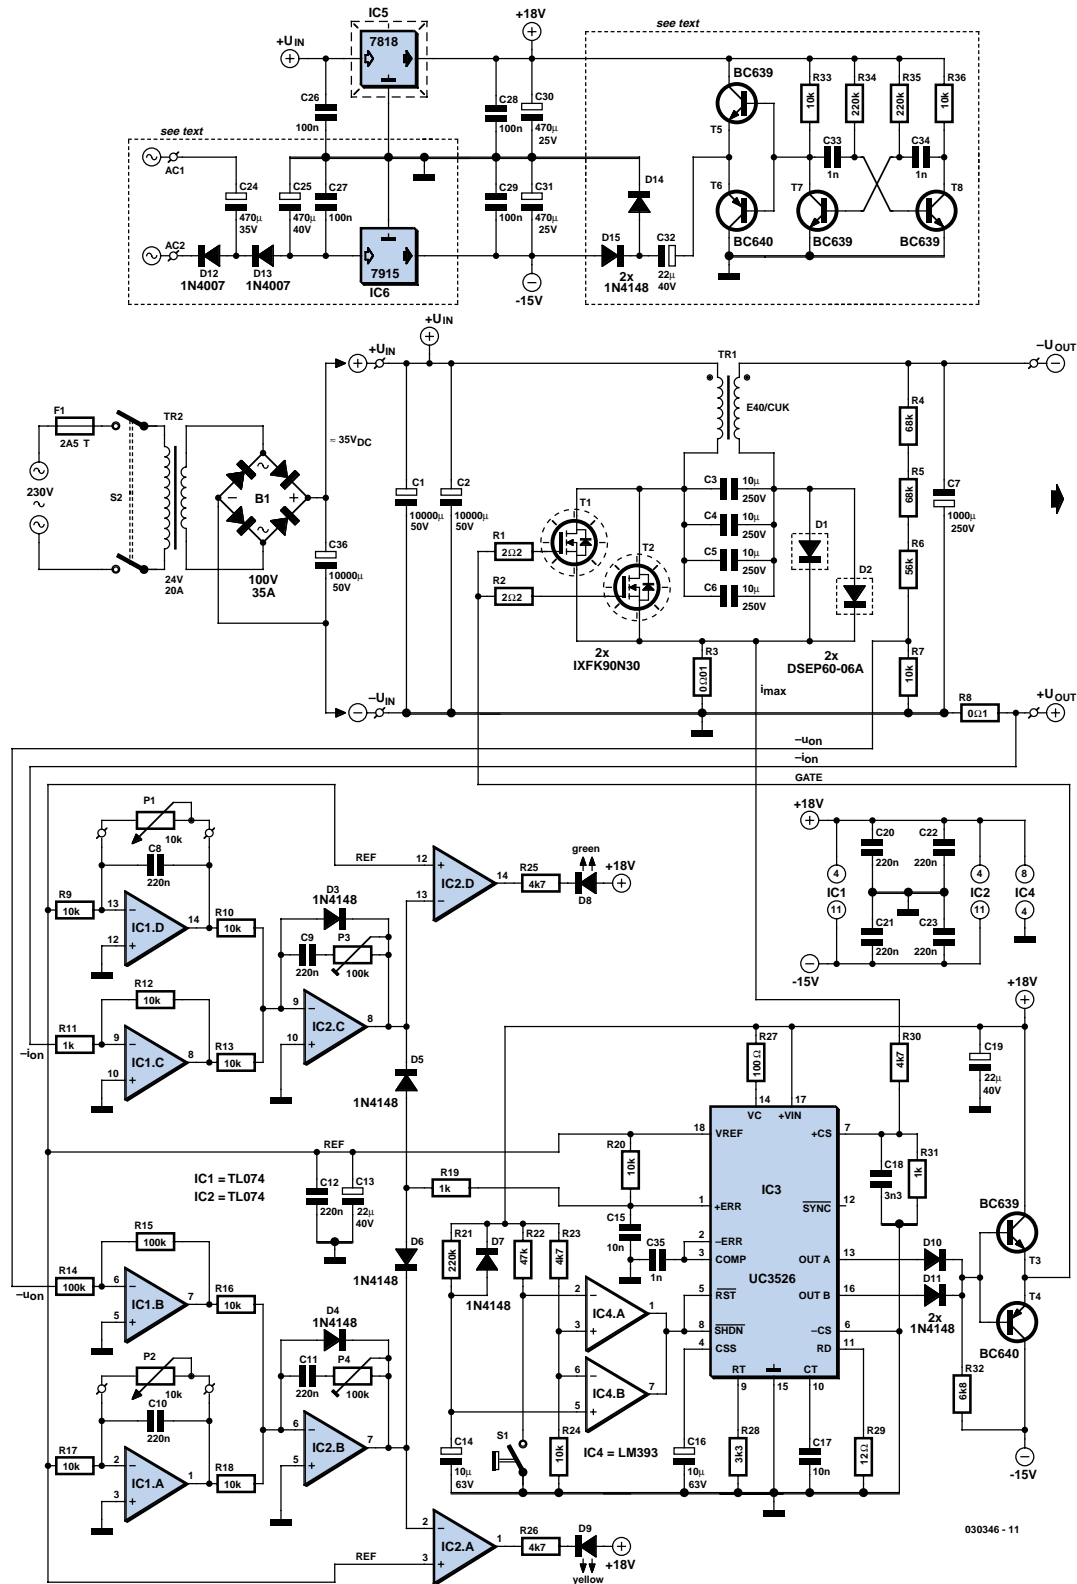 see text
IC5
7818
+UIN
+18V
C26
100n
C28
100n
C30
470µ
25V
see text
BC639
T5
R33
10k
R34
220k
R35
220k
R36
10k
C33
1n
C34
1n
T6
BC640
T7
BC639
T8
BC639
AC1
AC2
C24
470µ
35V
C25
470µ
40V
C27
100n
D12
1N4007
D13
1N4007
7915
IC6
C29
100n
C31
470µ
25V
-15V
D14
D15
2x
1N4148
C32
22µ
40V
F1
2A5 T
230V
~
S2
TR2
24V
20A
B1
100V
35A
C36
10000µ
50V
≈ 35VDC
+UIN
+UIN
–UIN
C1
10000µ
50V
C2
10000µ
50V
TR1
E40/CUK
C3
10µ
250V
C4
10µ
250V
C5
10µ
250V
C6
10µ
250V
R1
2Ω2
R2
2Ω2
T1
T2
2x
IXFK90N30
R3
0Ω01
D1
D2
2x
DSEP60-06A
imax
R4
68k
R5
68k
R6
56k
R7
10k
C7
1000µ
250V
–UOUT
R8
0Ω1
+UOUT
–uon
–ion
GATE
P1
10k
C8
220n
R9
10k
13
12
14
IC1.D
R10
10k
R12
10k
R11
1k
–ion
9
10
8
IC1.C
R13
10k
D3
1N4148
C9
220n
P3
100k
9
10
8
IC2.C
REF
12
13
14
IC2.D
R25
4k7
green
D8
+18V
D5
1N4148
+18V
C20
220n
C22
220n
C21
220n
C23
220n
4
IC1
11
4
IC2
11
8
IC4
4
-15V
REF
IC1 = TL074
IC2 = TL074
C12
220n
C13
22µ
40V
R19
1k
D6
1N4148
R15
100k
R14
100k
–uon
6
5
7
IC1.B
R16
10k
P2
10k
C10
220n
R17
10k
2
3
1
IC1.A
R18
10k
D4
1N4148
C11
220n
P4
100k
6
5
7
IC2.B
REF
2
3
1
IC2.A
R26
4k7
D9
yellow
+18V
R20
10k
C15
10n
C35
1n
R21
220k
D7
1N4148
R22
47k
R23
4k7
2
3
1
IC4.A
6
5
7
IC4.B
R24
10k
S1
C14
10µ
63V
IC4 = LM393
R27
100Ω
14
17
VC
+VIN
18
VREF
1
+ERR
2
–ERR
3
COMP
5
RST
8
SHDN
4
CSS
IC3
UC3526
+CS
7
SYNC
12
OUT A
13
OUT B
16
–CS
6
RD
11
RT
CT
9
15
10
C16
10µ
63V
R28
3k3
C17
10n
R29
12Ω
R30
4k7
C18
3n3
R31
1k
C19
22µ
40V
+18V
D10
D11
2x
1N4148
BC639
T3
T4
BC640
R32
6k8
-15V
030346 - 11